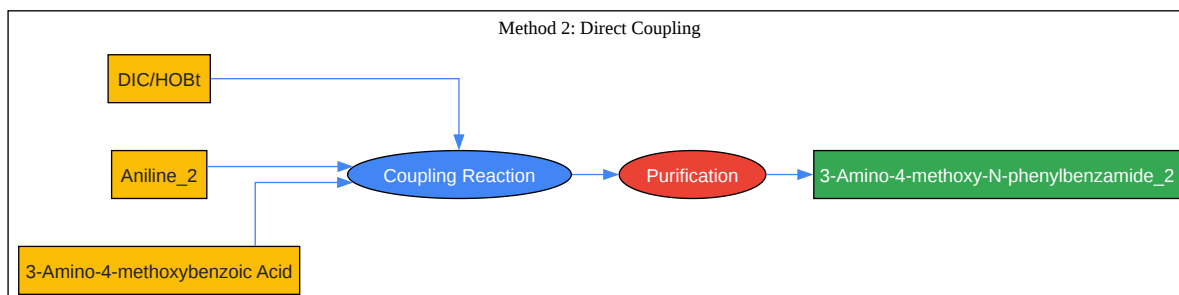 Method 2: Direct Coupling
DIC/HOBt
Aniline_2
Coupling Reaction
Purification
3-Amino-4-methoxy-N-phenylbenzamide_2
3-Amino-4-methoxybenzoic Acid